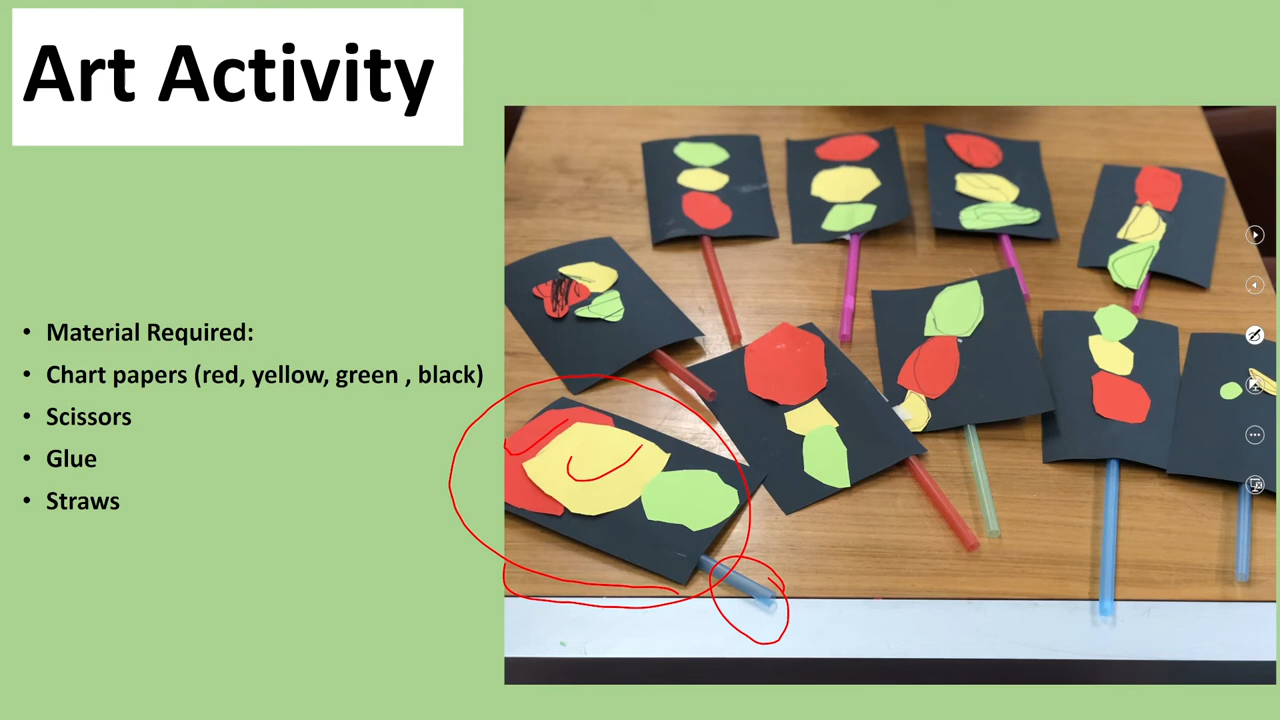 Art Activity
• Material Required:
• Chart papers (red, yellow, green , black)
• Scissors
• Glue
• Straws